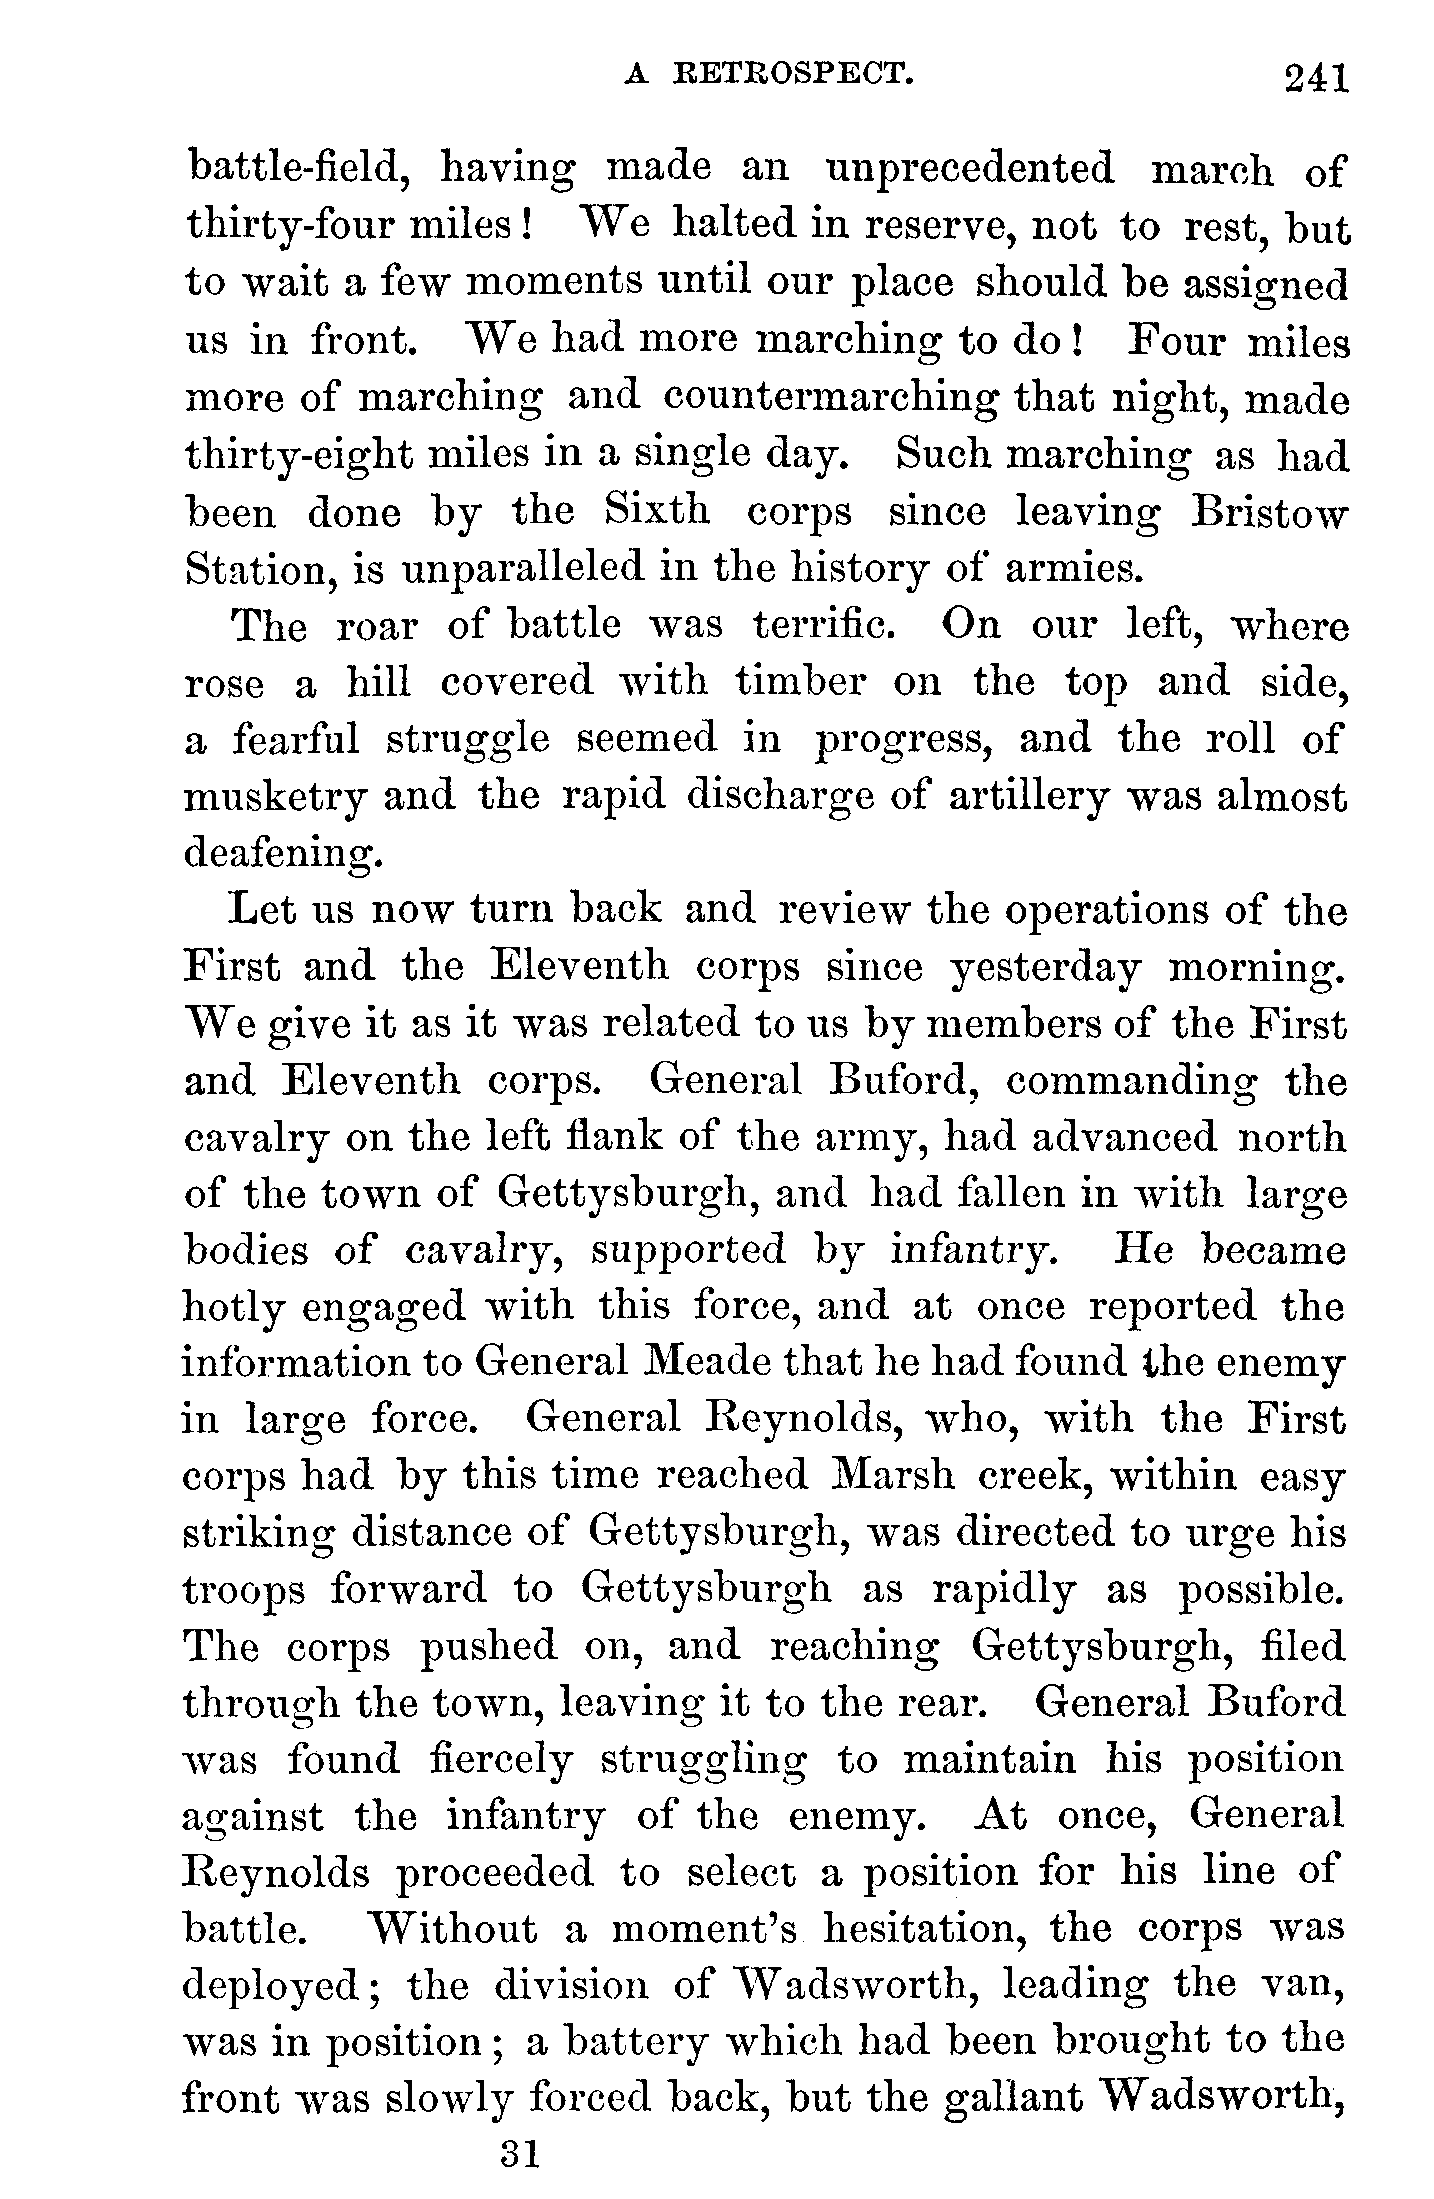 A RETROSPECT. 241
battle-field, having made an unprecedented march of
thirty-four miles! We halted in reserve, not to rest, but
to wait a few moments until our place should be assigned
us in front. We had more marching to do! Four miles
more of marching and countermarching that night, made
thirty-eight miles in a single day. Such marching as had
been done by the Sixth corps since leaving Bristow
Station, is unparalleled in the history of armies.
The roar of battle was terrific. On our left, where
rose a hill covered with timber on the top and side,
a fearful struggle seemed in progress, and the roll of
musketry and the rapid discharge of artillery was almost
deafening.
Let us now turn back and review the operations of the
First and the Eleventh corps since yesterday morning.
We give it as it was related to us by members of the First
and Eleventh corps. General Buford, commanding the
cavalry on the left flank of the army, had advanced north
of the town of Gettysburgh, and had fallen in with large
bodies of cavalry, supported by infantry. He became
hotly engaged with this force, and at once reported the
information to General Meade that he had found the enemy
in large force. General Reynolds, who, with the First
corps had by this time reached Marsh creek, within easy
striking distance of Gettysburgh, was directed to urge his
troops forward to Gettysburgh as rapidly as possible.
The corps pushed on, and reaching Gettysburgh, filed
through the town, leaving it to the rear. General Buford
was found fiercely struggling to maintain his position
against the infantry of the enemy. At once, General
Reynolds proceeded to select a position for his line of
battle. Without a moment's hesitation, the corps was
deployed; the division of Wadsworth, leading the van,
was in position; a battery which had been brought to the
front was slowly forced back, but the gallant Wadsworth,
31